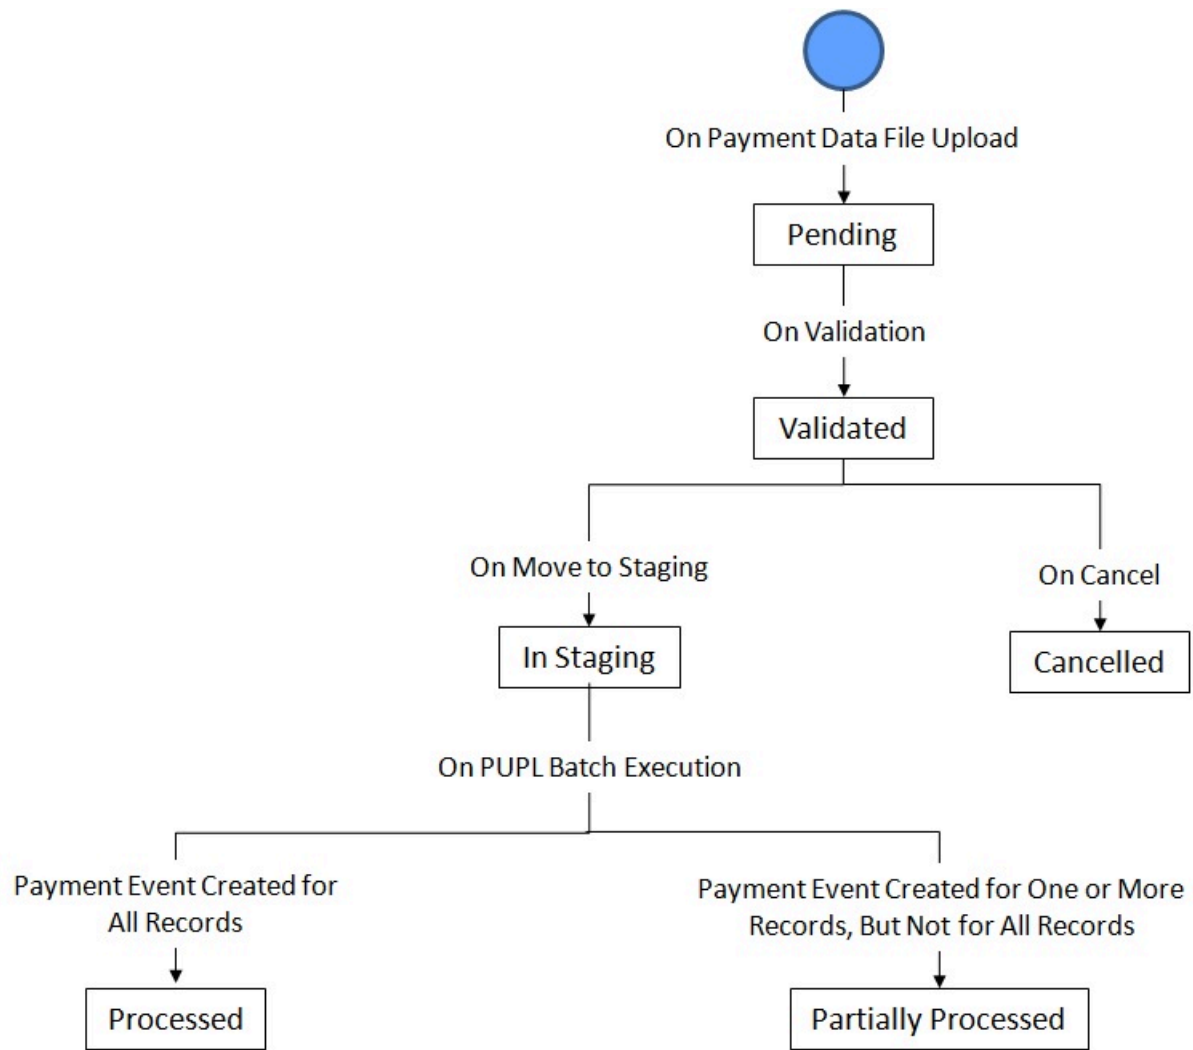 On Payment Data File Upload
Pending
On Validation
Validated
On Move to Staging
On Cancel
In Staging
Cancelled
On PUPL Batch Execution
Payment Event Created for
All Records
Payment Event Created for One or More
Records, But Not for All Records
Processed
Partially Processed